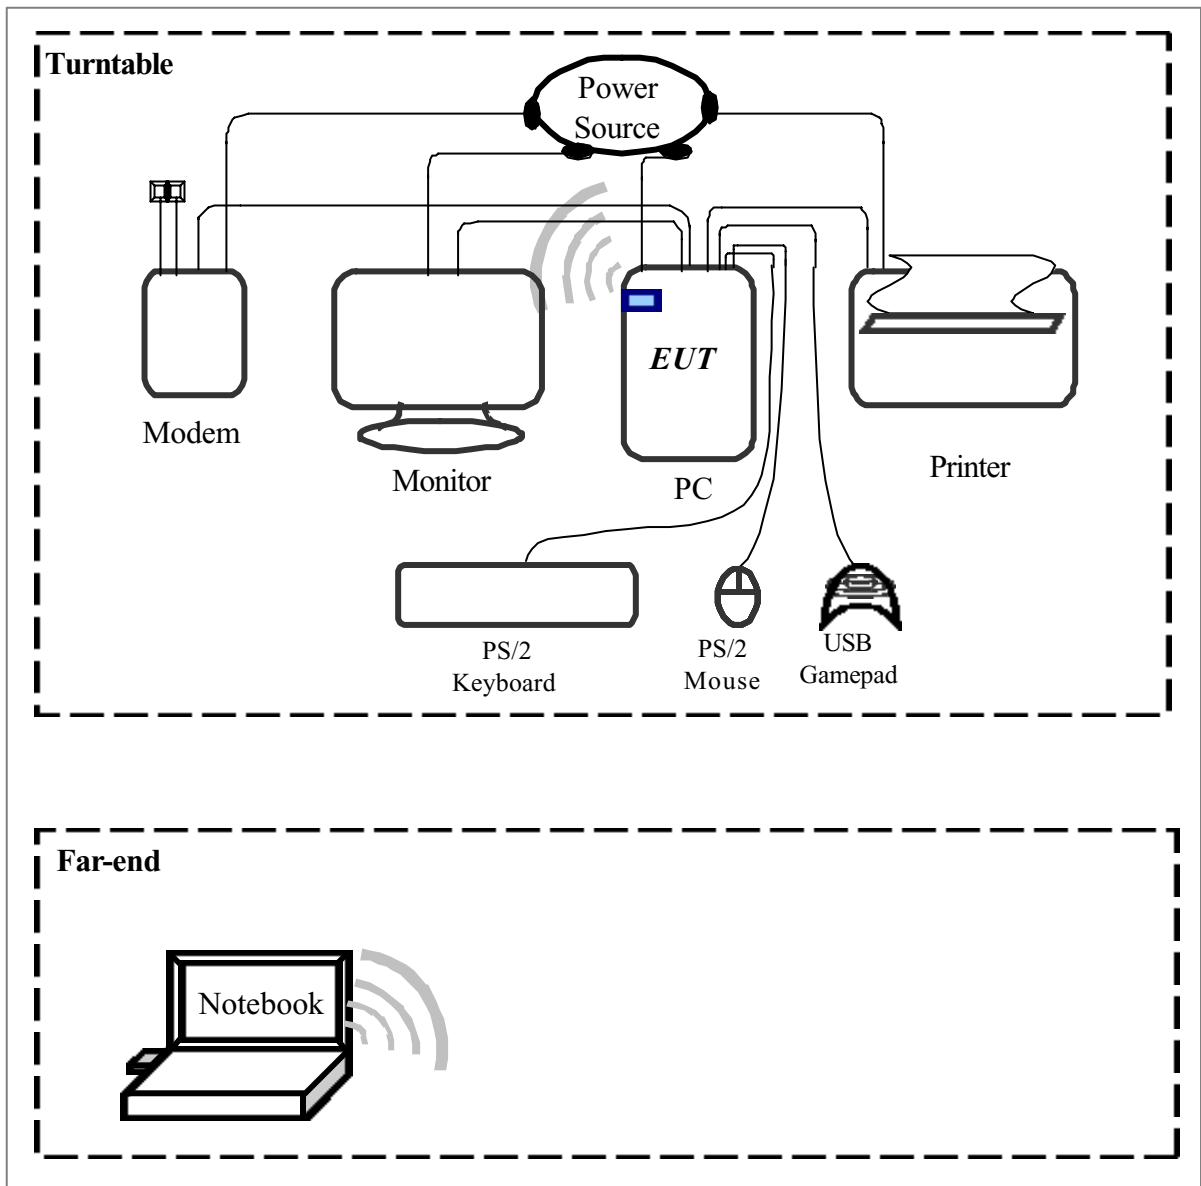 Turntable
Power
Source
EUT
Modem
Monitor
PC
Printer
PS/2
Keyboard
PS/2
Mouse
USB
Gamepad
Far-end
Notebook